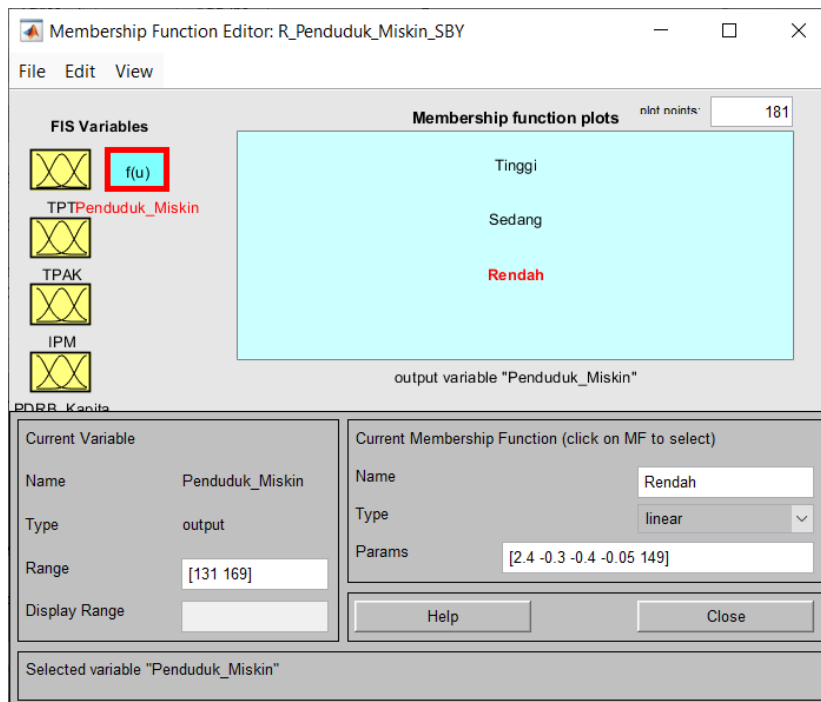 Membership Function Editor: R_Penduduk_Miskin_SBY
File Edit View
FIS Variables
f(u)
TPT
Penduduk_Miskin
TPAK
IPM
PDRB_Kapita
Membership function plots
plot points:
181
Tinggi
Sedang
Rendah
output variable "Penduduk_Miskin"
Current Variable
Name Penduduk_Miskin
Type output
Range [131 169]
Display Range
Current Membership Function (click on MF to select)
Name Rendah
Type linear
Params [2.4 -0.3 -0.4 -0.05 149]
Help Close
Selected variable "Penduduk_Miskin"